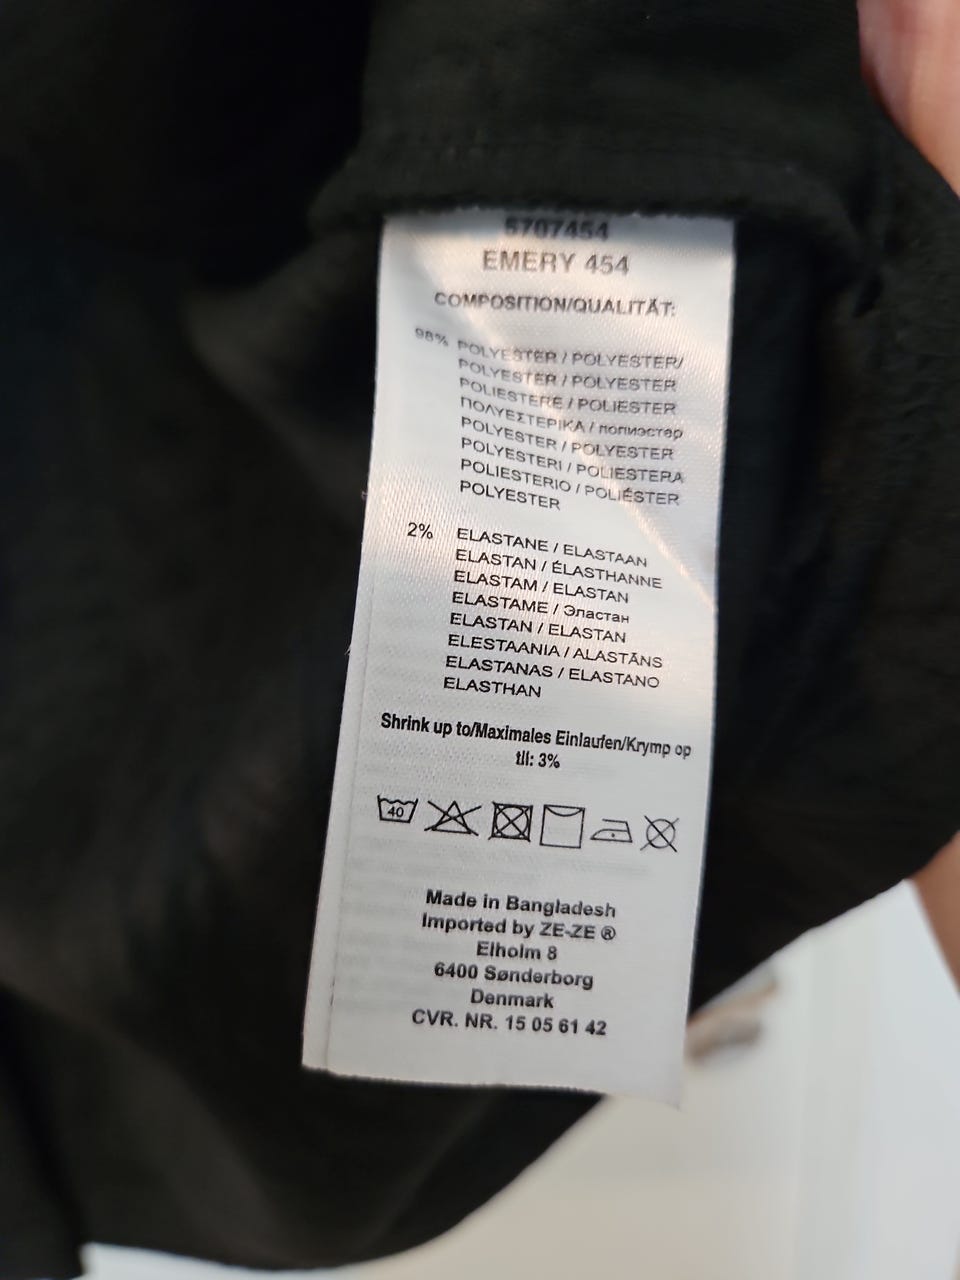 5707454
EMERY 454
COMPOSITION/QUALITÄT:
98% POLYESTER / POLYESTER/
POLYESTER / POLYESTER
POLIESTERE / POLIESTER
ΠΟΛΥΕΣΤΕΡΙΚΑ / полиэстер
POLYESTER / POLYESTER
POLYESTERI / POLIESTERA
POLIESTERIO / POLIÉSTER
POLYESTER
2% ELASTANE / ELASTAAN
ELASTAN / ÉLASTHANNE
ELASTAM / ELASTAN
ELASTAME / Эластан
ELASTAN / ELASTAN
ELESTAANIA / ALASTĀNS
ELASTANAS / ELASTANO
ELASTHAN
Shrink up to/Maximales Einlaufen/Krymp op
til: 3%
40
Made in Bangladesh
Imported by ZE-ZE ®
Elholm 8
6400 Sønderborg
Denmark
CVR. NR. 15 05 61 42